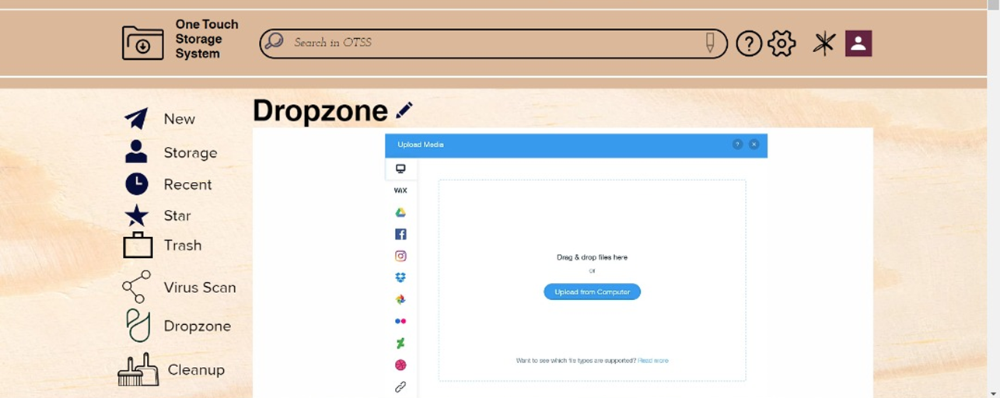 One Touch
Storage
System
Search in OTSS
?
New
Storage
Recent
Star
Trash
Virus Scan
Dropzone
Cleanup
Dropzone
Upload Media
?
WiX
Drag & drop files here
or
Upload from Computer
Want to see which file types are supported? Read more